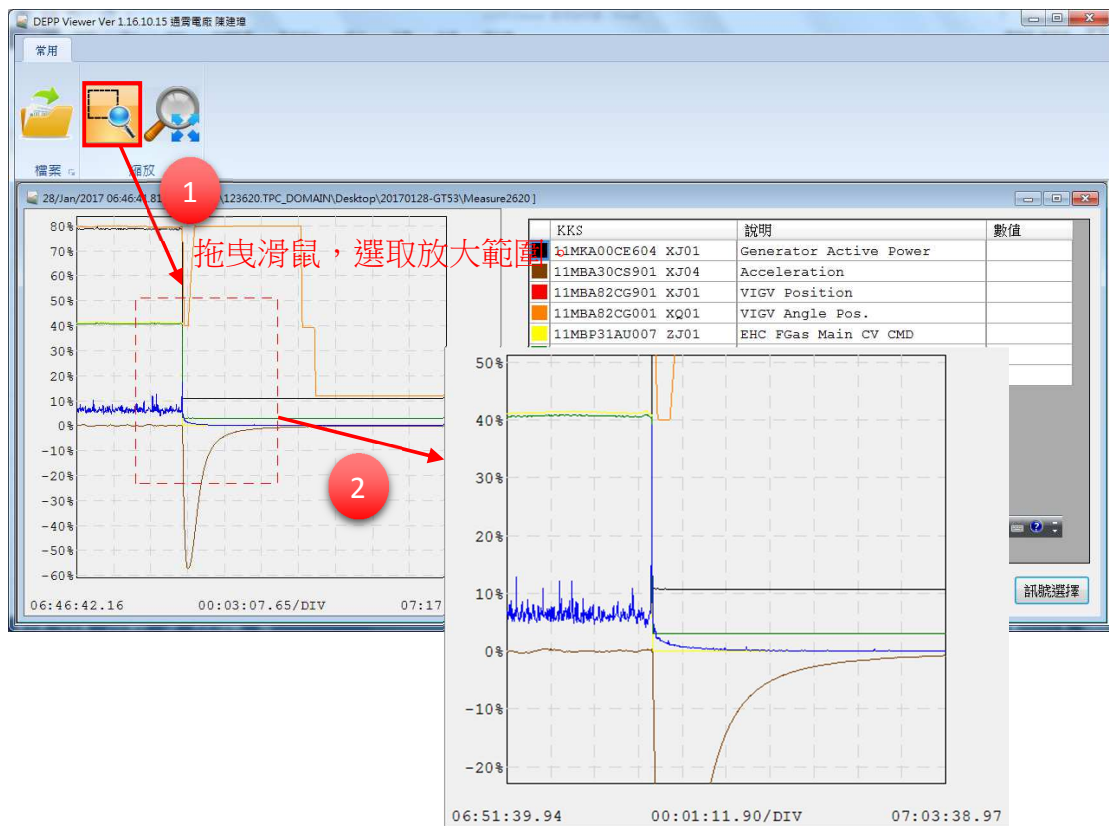 DEPP Viewer Ver 1.16.10.15 通霄電廠 陳建瑋
常用
檔案
縮放
1
28/Jan/2017 06:46:41.81
\123620.TPC_DOMAIN\Desktop\20170128-GT53\Measure2620 ]
拖曳滑鼠，選取放大範圍。
80%
70%
60%
50%
40%
30%
20%
10%
0%
-10%
-20%
-30%
-40%
-50%
-60%
06:46:42.16 00:03:07.65/DIV 07:17
KKS 說明 數值
11MKA00CE604 XJ01 Generator Active Power
11MBA30CS901 XJ04 Acceleration
11MBA82CG901 XJ01 VIGV Position
11MBA82CG001 XQ01 VIGV Angle Pos.
11MBP31AU007 ZJ01 EHC FGas Main CV CMD
2
訊號選擇
50%
40%
30%
20%
10%
0%
-10%
-20%
06:51:39.94 00:01:11.90/DIV 07:03:38.97